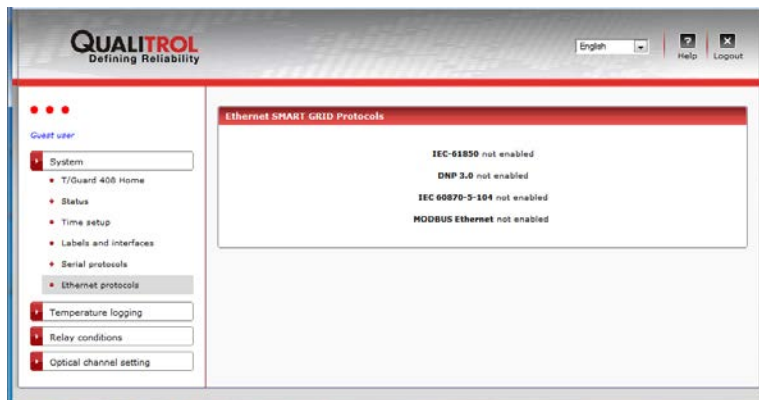 QUALITROL
Defining Reliability
English
?
Help
X
Logout
Guest user
System
T/Guard 408 Home
Status
Time setup
Labels and interfaces
Serial protocols
Ethernet protocols
Temperature logging
Relay conditions
Optical channel setting
Ethernet SMART GRID Protocols
IEC-61850 not enabled
DNP 3.0 not enabled
IEC 60870-5-104 not enabled
MODBUS Ethernet not enabled